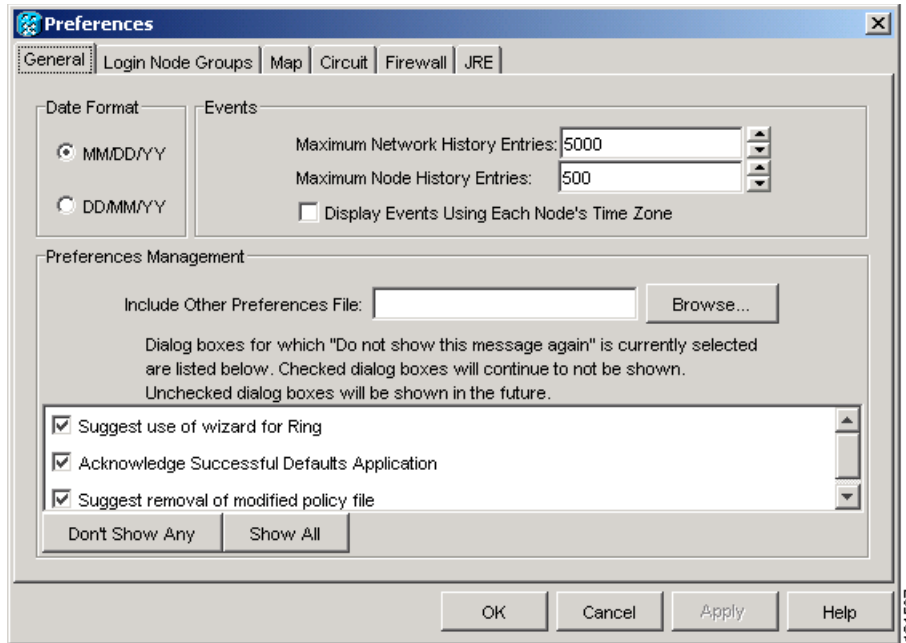 Preferences
General Login Node Groups Map Circuit Firewall JRE
Date Format
MM/DD/YY
DD/MM/YY
Events
Maximum Network History Entries: 5000
Maximum Node History Entries: 500
Display Events Using Each Node's Time Zone
Preferences Management
Include Other Preferences File: Browse...
Dialog boxes for which "Do not show this message again" is currently selected
are listed below. Checked dialog boxes will continue to not be shown.
Unchecked dialog boxes will be shown in the future.
Suggest use of wizard for Ring
Acknowledge Successful Defaults Application
Suggest removal of modified policy file
Don't Show Any Show All
OK Cancel Apply Help